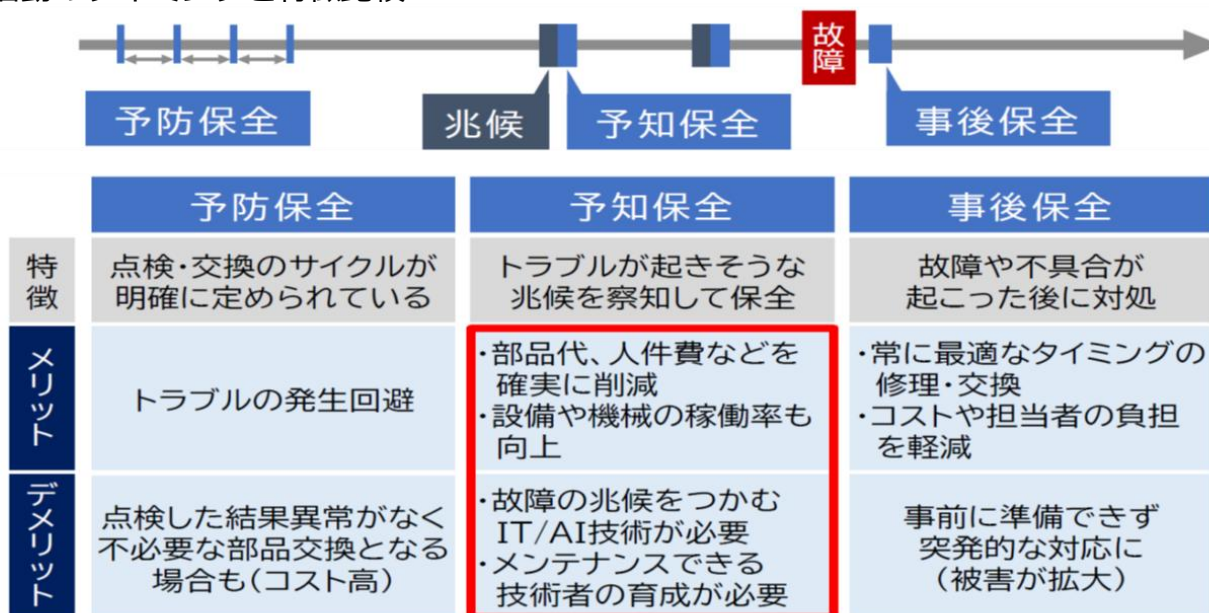 故
障
予防保全
兆候
予知保全
事後保全
予防保全
予知保全
事後保全
特
徴
点検・交換のサイクルが
明確に定められている
トラブルが起きそうな
兆候を察知して保全
故障や不具合が
起こった後に対処
メリット
トラブルの発生回避
・部品代、人件費などを
確実に削減
・設備や機械の稼働率も
向上
・常に最適なタイミングの
修理・交換
・コストや担当者の負担
を軽減
デメリット
点検した結果異常がなく
不必要な部品交換となる
場合も(コスト高)
・故障の兆候をつかむ
IT/AI技術が必要
・メンテナンスできる
技術者の育成が必要
事前に準備できず
突発的な対応に
(被害が拡大)